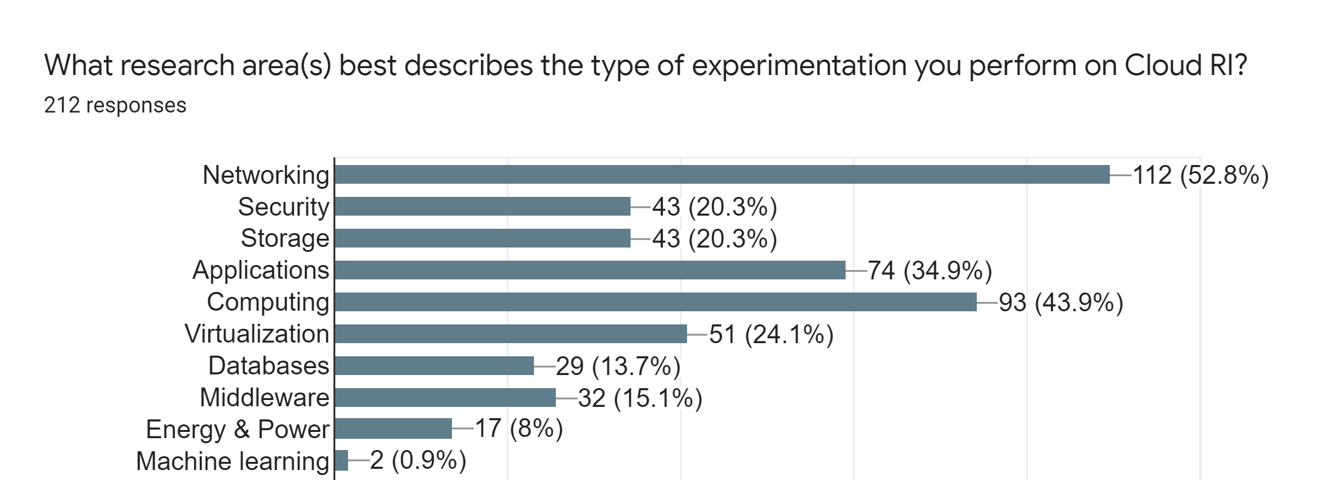 What research area(s) best describes the type of experimentation you perform on Cloud RI?
212 responses
Networking 112 (52.8%)
Security 43 (20.3%)
Storage 43 (20.3%)
Applications 74 (34.9%)
Computing 93 (43.9%)
Virtualization 51 (24.1%)
Databases 29 (13.7%)
Middleware 32 (15.1%)
Energy & Power 17 (8%)
Machine learning 2 (0.9%)